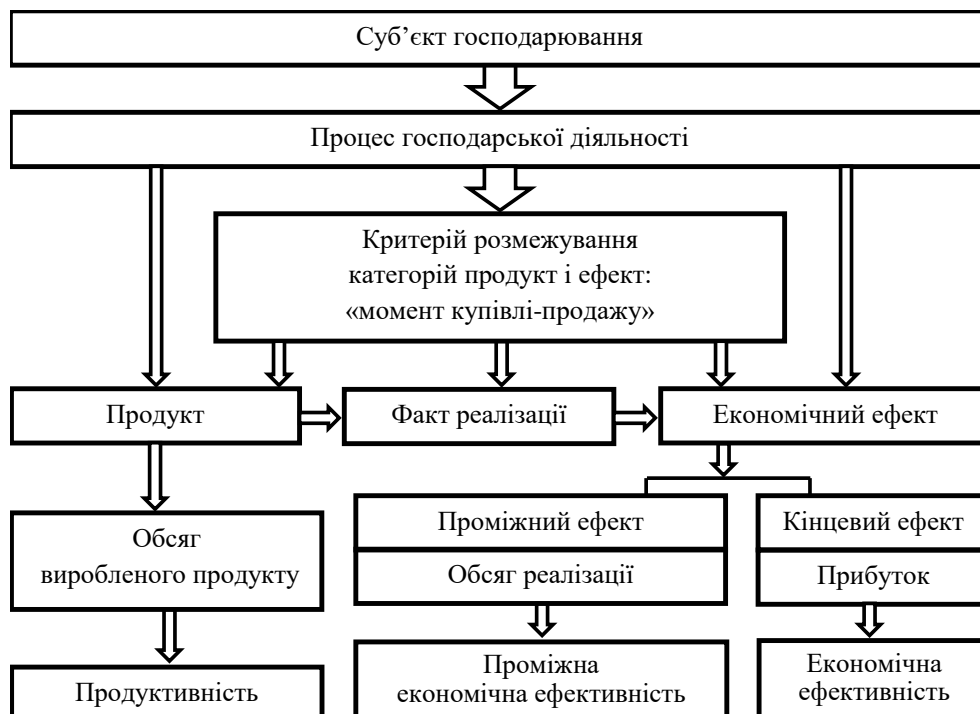 Суб’єкт господарювання
Процес господарської діяльності
Критерій розмежування
категорій продукт і ефект:
«момент купівлі-продажу»
Продукт
Факт реалізації
Економічний ефект
Обсяг
виробленого продукту
Проміжний ефект
Обсяг реалізації
Кінцевий ефект
Прибуток
Продуктивність
Проміжна
економічна ефективність
Економічна
ефективність